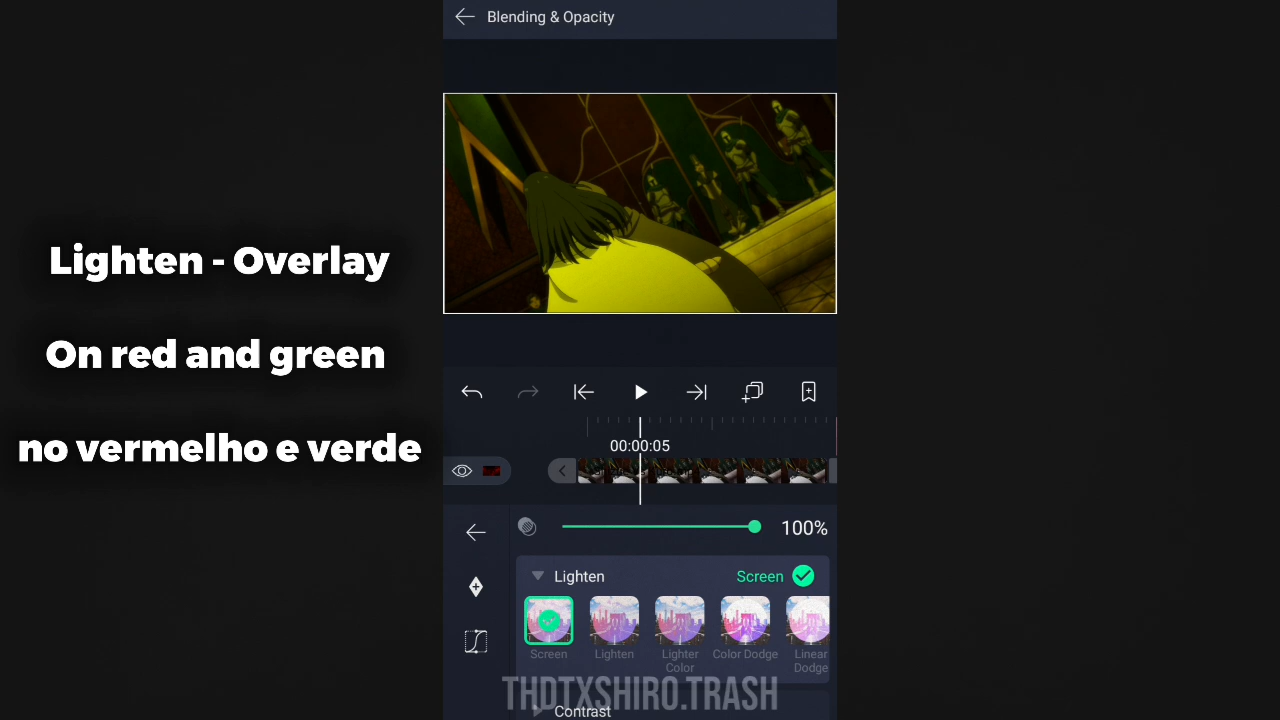 Blending & Opacity
Lighten - Overlay
On red and green
no vermelho e verde
00:00:05
100%
Lighten
Screen
Screen
Lighten
Lighter
Color
Color Dodge
Linear
Dodge
THDTXSHIRO.TRASH
Contrast